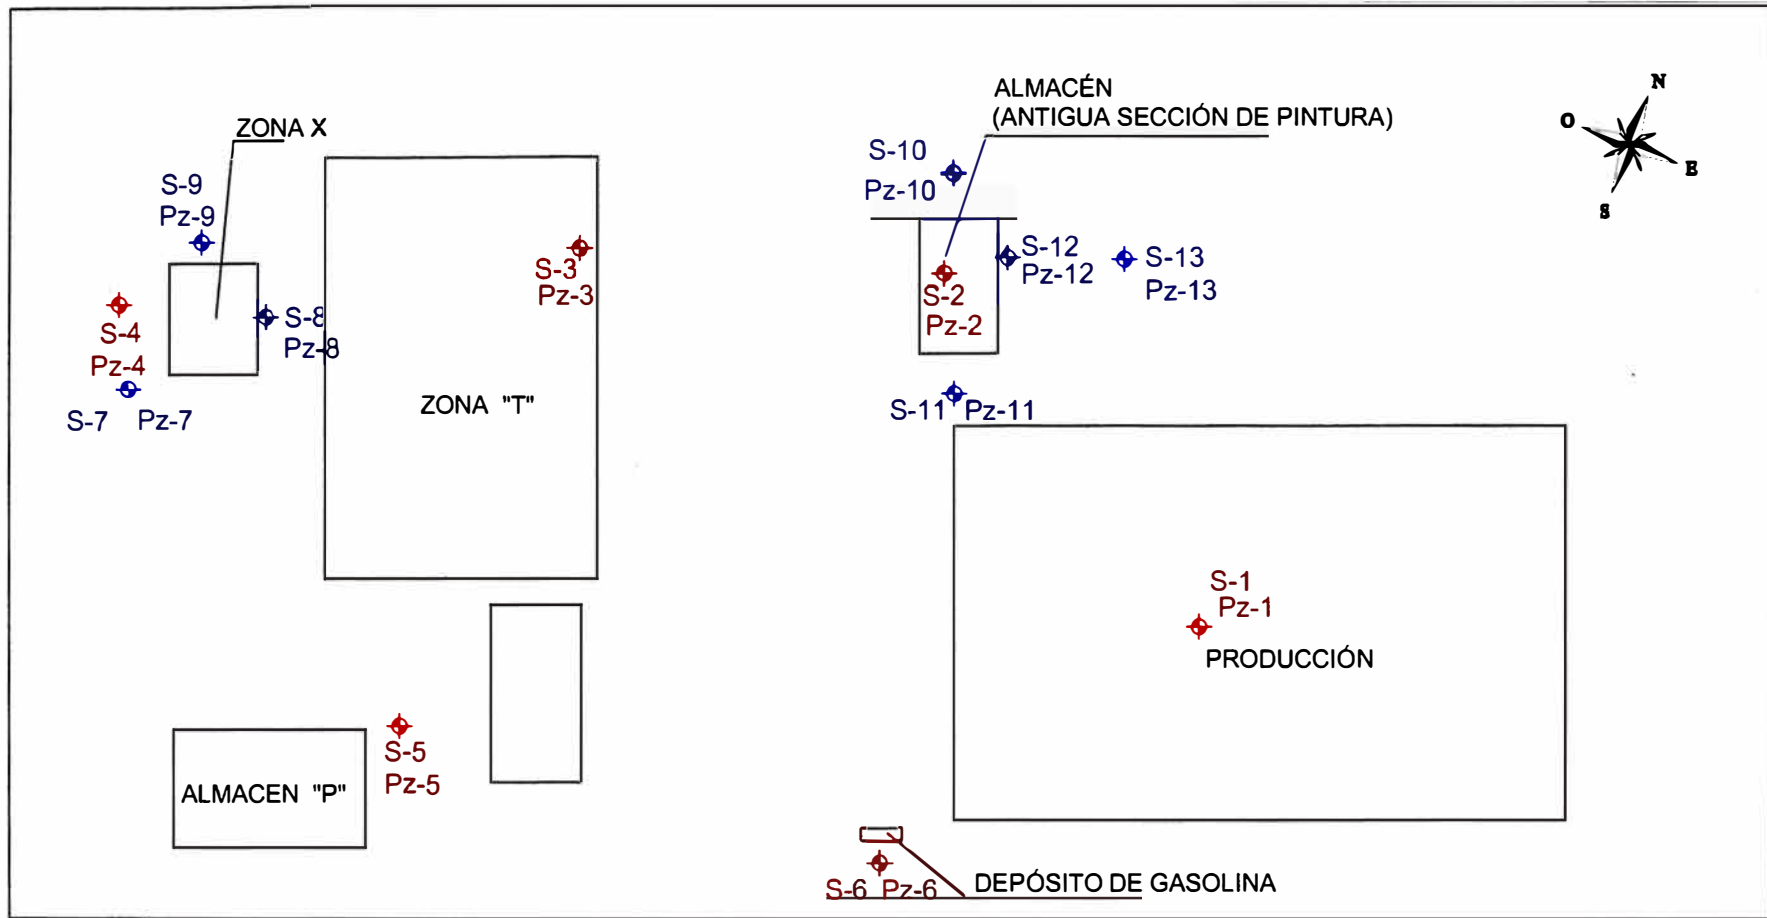 ALMACÉN
(ANTIGUA SECCIÓN DE PINTURA)
N
O
E
S
ZONA X
S-9
Pz-9
S-10
Pz-10
S-3
Pz-3
S-12
Pz-12
S-13
Pz-13
S-2
Pz-2
S-4
Pz-4
S-8
Pz-8
S-7 Pz-7
ZONA "T"
S-11 Pz-11
S-1
Pz-1
PRODUCCIÓN
S-5
Pz-5
ALMACEN "P"
S-6 Pz-6
DEPÓSITO DE GASOLINA